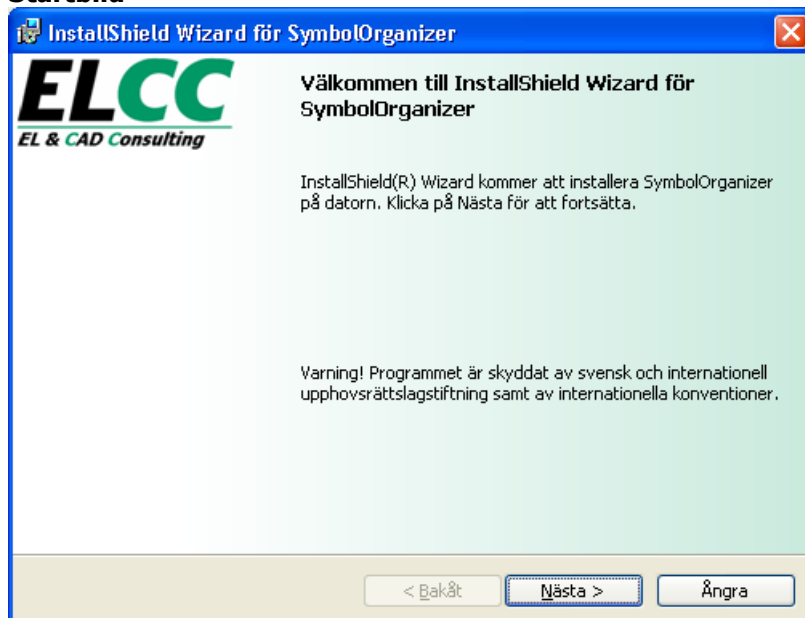 Startbild
InstallShield Wizard för SymbolOrganizer
ELCC
EL & CAD Consulting
Välkommen till InstallShield Wizard för
SymbolOrganizer
InstallShield(R) Wizard kommer att installera SymbolOrganizer
på datorn. Klicka på Nästa för att fortsätta.
Varning! Programmet är skyddat av svensk och internationell
upphovsrättslagstiftning samt av internationella konventioner.
< Bakåt Nästa > Ångra